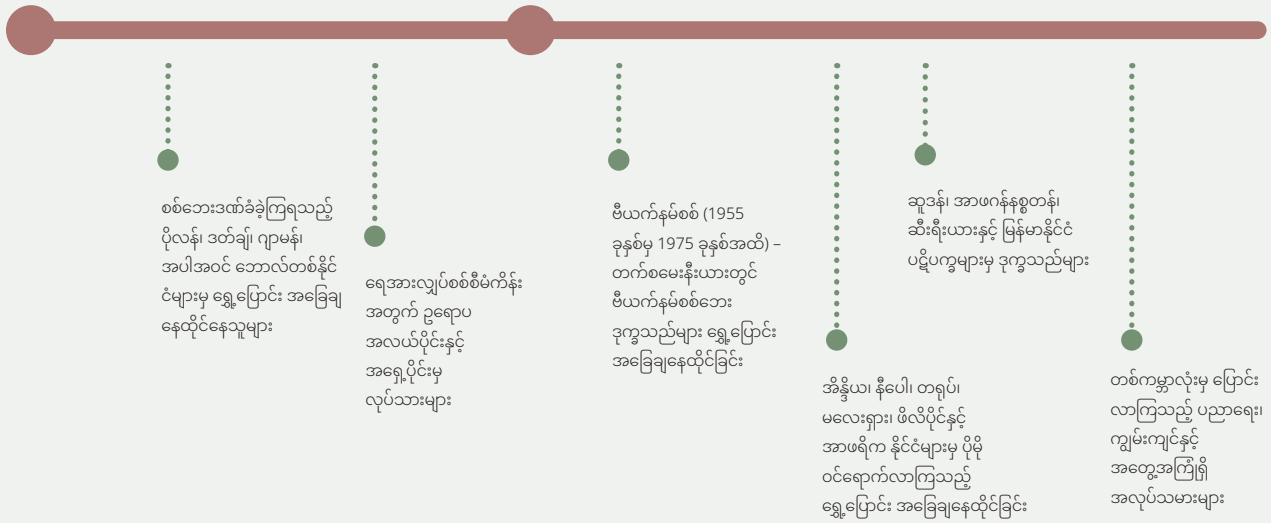 စစ်ဘေးဒဏ်ခံခဲ့ကြရသည့်
ပိုလန်၊ ဒတ်ချ်၊ ဂျာမန်၊
အပါအဝင် ဘောလ်တစ်နိုင်
ငံများမှ ရွှေ့ပြောင်း အခြေချ
နေထိုင်နေသူများ
ရေအားလျှပ်စစ်စီမံကိန်း
အတွက် ဥရောပ
အလယ်ပိုင်းနှင့်
အရှေ့ပိုင်းမှ
လုပ်သားများ
ဗီယက်နမ်စစ် (1955
ခုနှစ်မှ 1975 ခုနှစ်အထိ) –
တက်စမေးနီးယားတွင်
ဗီယက်နမ်စစ်ဘေး
ဒုက္ခသည်များ ရွှေ့ပြောင်း
အခြေချနေထိုင်ခြင်း
အိန္ဒိယ၊ နီပေါ၊ တရုပ်၊
မလေးရှား၊ ဖိလိပိုင်နှင့်
အာဖရိက နိုင်ငံများမှ ပိုမို
ဝင်ရောက်လာကြသည့်
ရွှေ့ပြောင်း အခြေချနေထိုင်ခြင်း
ဆူဒန်၊ အာဖဂန်နစ္စတန်၊
ဆီးရီးယားနှင့် မြန်မာနိုင်ငံ
ပဋိပက္ခများမှ ဒုက္ခသည်များ
တစ်ကမ္ဘာလုံးမှ ပြောင်း
လာကြသည့် ပညာရေး၊
ကျွမ်းကျင်နှင့်
အတွေ့အကြုံရှိ
အလုပ်သမားများ